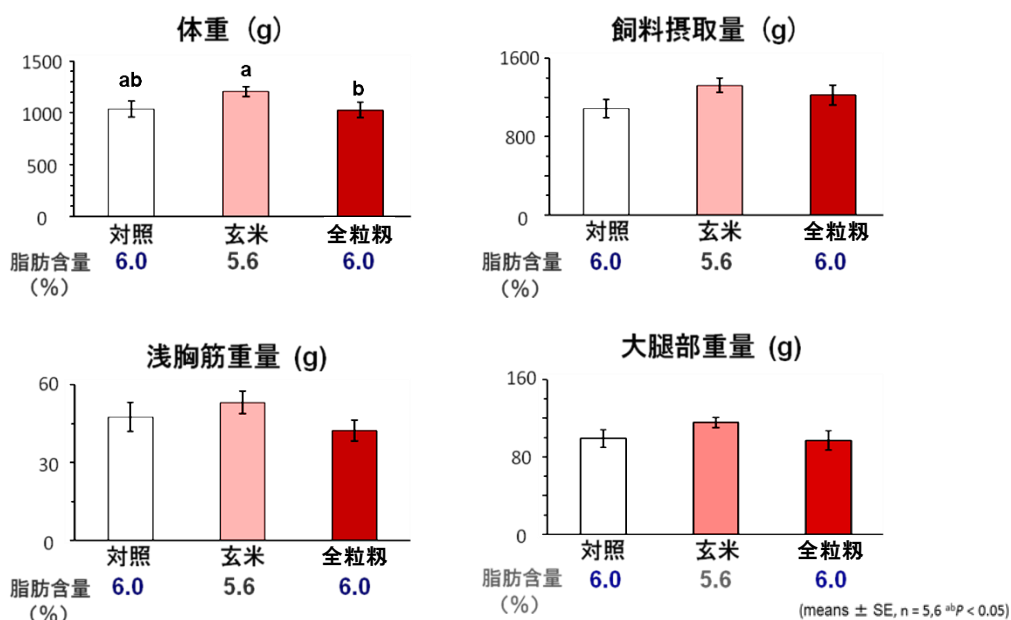 体重 (g)
1500
1000
500
0
ab
a
b
対照 玄米 全粒籾
脂肪含量 6.0 5.6 6.0
(%)
飼料摂取量 (g)
1600
800
0
対照 玄米 全粒籾
脂肪含量 6.0 5.6 6.0
(%)
浅胸筋重量 (g)
60
30
0
対照 玄米 全粒籾
脂肪含量 6.0 5.6 6.0
(%)
大腿部重量 (g)
160
80
0
対照 玄米 全粒籾
脂肪含量 6.0 5.6 6.0
(%)
(means ± SE, n = 5,6 ᵃᵇP < 0.05)